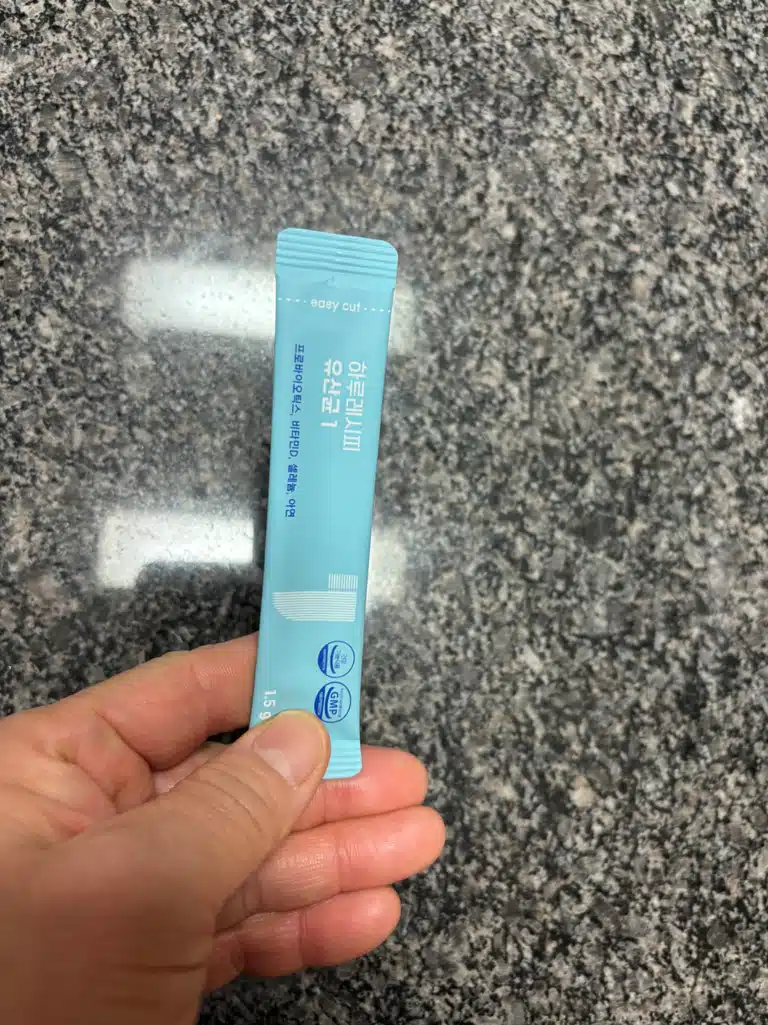 easy cut
하루레시피
유산균 1
프로바이오틱스, 비타민D, 셀레늄, 아연
GMP
1.5 g